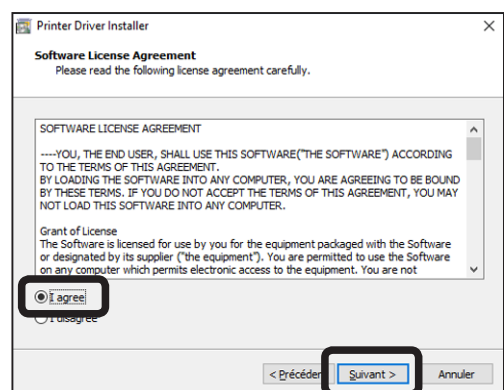 Printer Driver Installer
Software License Agreement
Please read the following license agreement carefully.
SOFTWARE LICENSE AGREEMENT
----YOU, THE END USER, SHALL USE THIS SOFTWARE("THE SOFTWARE") ACCORDING
TO THE TERMS OF THIS AGREEMENT.
BY LOADING THE SOFTWARE INTO ANY COMPUTER, YOU ARE AGREEING TO BE BOUND
BY THESE TERMS. IF YOU DO NOT ACCEPT THE TERMS OF THIS AGREEMENT, YOU MAY
NOT LOAD THIS SOFTWARE INTO ANY COMPUTER.
Grant of License
The Software is licensed for use by you for the equipment packaged with the Software
or designated by its supplier ("the equipment"). You are permitted to use the Software
on any computer which permits electronic access to the equipment. You are not
I agree
I disagree
< Précéden Suivant > Annuler